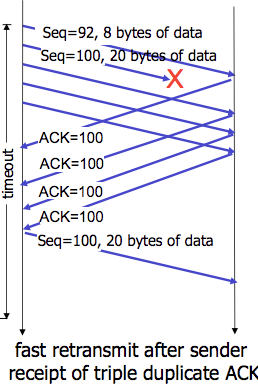 Seq=92, 8 bytes of data
Seq=100, 20 bytes of data
X
ACK=100
ACK=100
timeout
ACK=100
ACK=100
Seq=100, 20 bytes of data
fast retransmit after sender
receipt of triple duplicate ACK